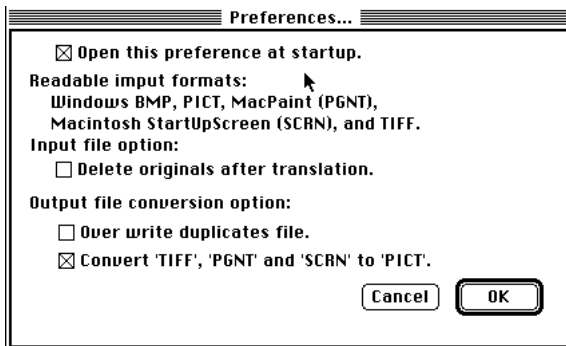 Preferences...
Open this preference at startup.
Readable input formats:
Windows BMP, PICT, MacPaint (PGNT),
Macintosh StartUpScreen (SCRN), and TIFF.
Input file option:
Delete originals after translation.
Output file conversion option:
Over write duplicates file.
Convert 'TIFF', 'PGNT' and 'SCRN' to 'PICT'.
Cancel OK